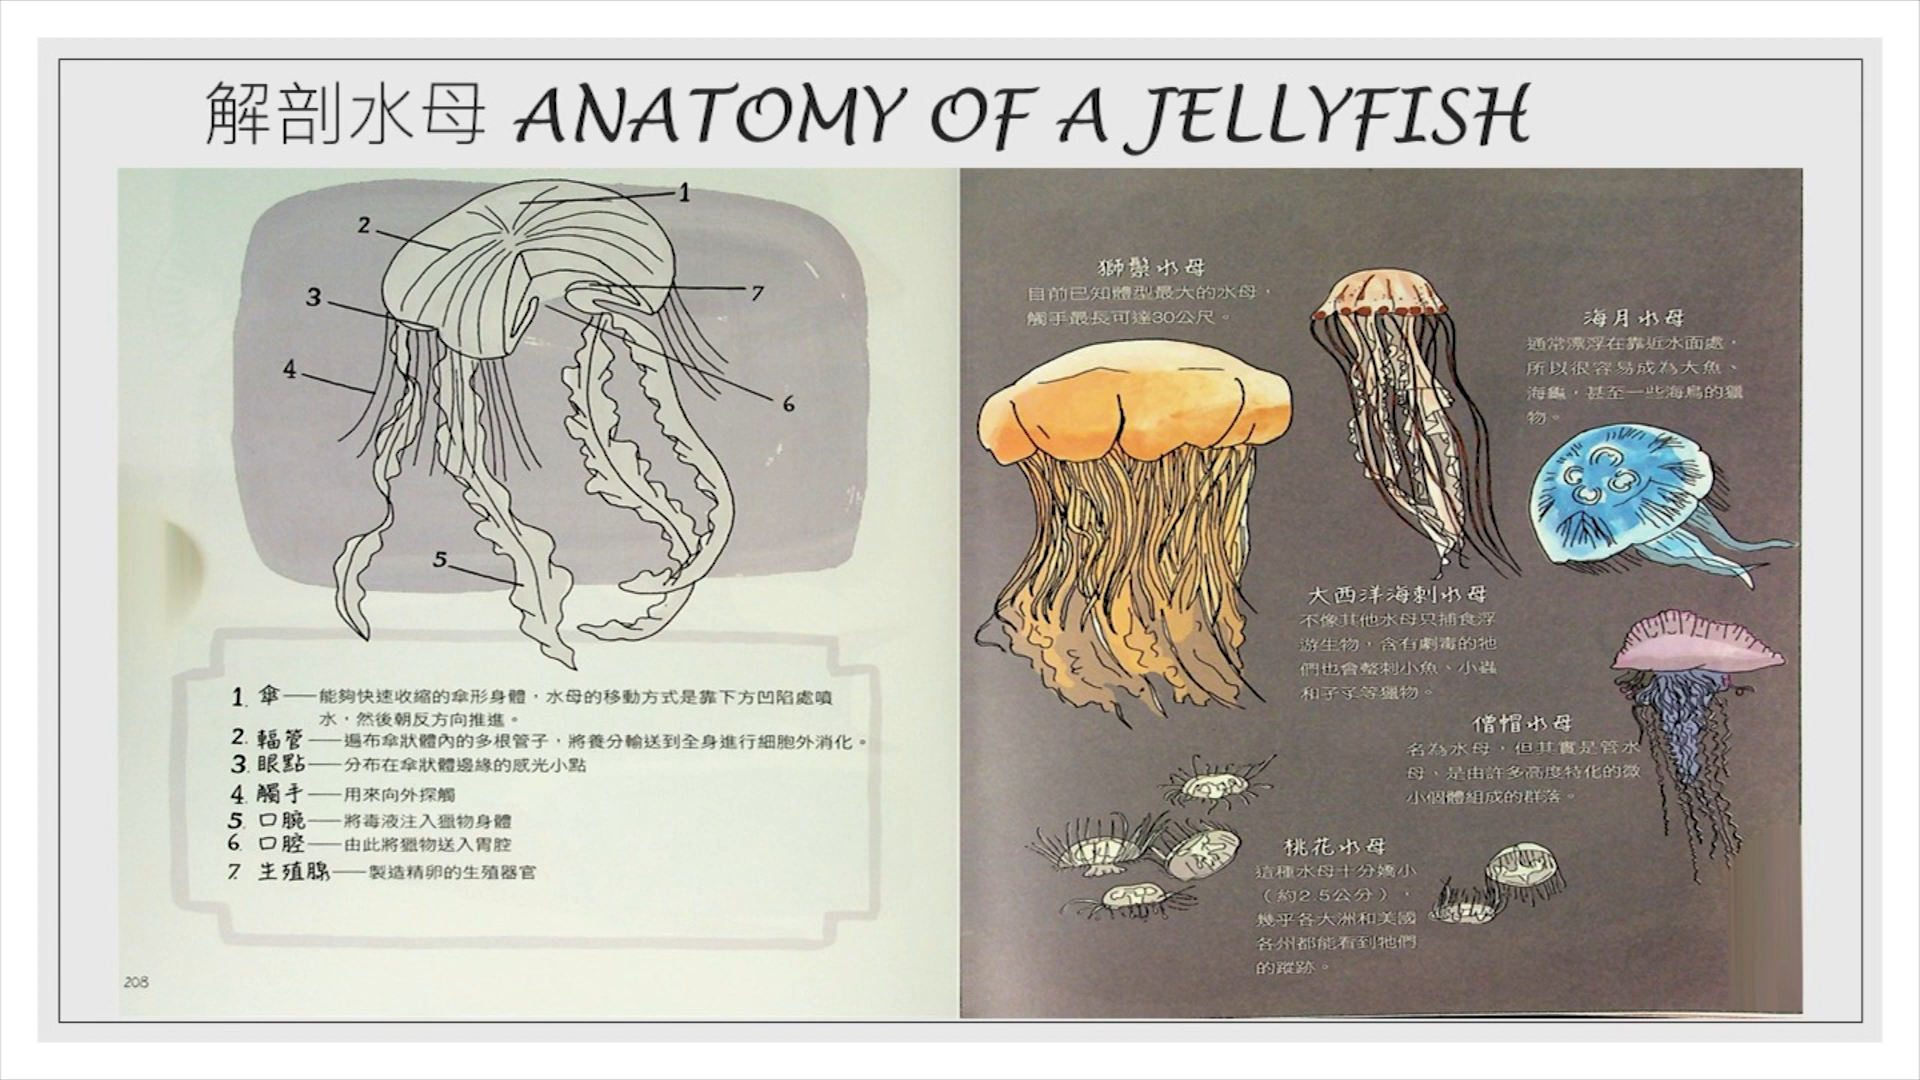 解剖水母 ANATOMY OF A JELLYFISH
1
2
3
4
5
6
7
1. 傘——能夠快速收縮的傘形身體，水母的移動方式是靠下方凹陷處噴
水，然後朝反方向推進。
2. 輻管——遍布傘狀體內的多根管子，將養分輸送到全身進行細胞外消化。
3. 眼點——分布在傘狀體邊緣的感光小點
4. 觸手——用來向外探觸
5. 口腕——將毒液注入獵物身體
6. 口腔——由此將獵物送入胃腔
7. 生殖腺——製造精卵的生殖器官
208
獅鬃水母
目前已知體型最大的水母，
觸手最長可達30公尺。
海月水母
通常漂浮在靠近水面處，
所以很容易成為大魚、
海龜，甚至一些海鳥的獵
物。
大西洋海刺水母
不像其他水母只捕食浮
游生物，含有劇毒的牠
們也會螫刺小魚、小蟲
和孑孓等獵物。
僧帽水母
名為水母，但其實是管水
母，是由許多高度特化的微
小個體組成的群落。
桃花水母
這種水母十分嬌小
（約2.5公分），
幾乎各大洲和美國
各州都能看到牠們
的蹤跡。